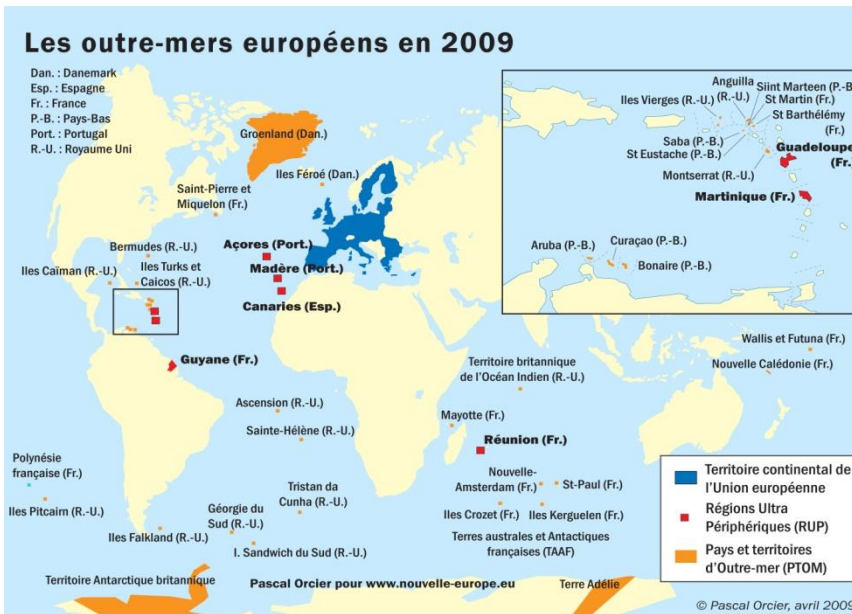 Les outre-mers européens en 2009
Dan. : Danemark
Esp. : Espagne
Fr. : France
P.-B. : Pays-Bas
Port. : Portugal
R.-U. : Royaume Uni
Groenland (Dan.)
Iles Féroé (Dan.)
Saint-Pierre et
Miquelon (Fr.)
Bermudes (R.-U.)
Iles Caïman (R.-U.)
Iles Turks et
Caicos (R.-U.)
Açores (Port.)
Madère (Port.)
Canaries (Esp.)
Guyane (Fr.)
Anguilla
(R.-U.)
Iles Vierges (R.-U.)
Siint Marteen (P.-B.)
St Martin (Fr.)
St Barthélémy
(Fr.)
Saba (P.-B.)
St Eustache (P.-B.)
Guadeloupe
(Fr.)
Montserrat (R.-U.)
Martinique (Fr.)
Aruba (P.-B.)
Curaçao (P.-B.)
Bonaire (P.-B.)
Wallis et Futuna (Fr.)
Nouvelle Calédonie (Fr.)
Territoire britannique
de l'Océan Indien (R.-U.)
Ascension (R.-U.)
Sainte-Hélène (R.-U.)
Mayotte (Fr.)
Réunion (Fr.)
Polynésie
française (Fr.)
Iles Pitcairn (R.-U.)
Iles Falkland (R.-U.)
Géorgie du
Sud (R.-U.)
Tristan da
Cunha (R.-U.)
I. Sandwich du Sud (R.-U.)
Nouvelle-
Amsterdam (Fr.)
St-Paul (Fr.)
Iles Crozet (Fr.)
Iles Kerguelen (Fr.)
Terres australes et Antactiques
françaises (TAAF)
Territoire continental de
l'Union européenne
Régions Ultra
Périphériques (RUP)
Pays et territoires
d'Outre-mer (PTOM)
Territoire Antarctique britannique
Pascal Orcier pour www.nouvelle-europe.eu
Terre Adélie
© Pascal Orcier, avril 2009